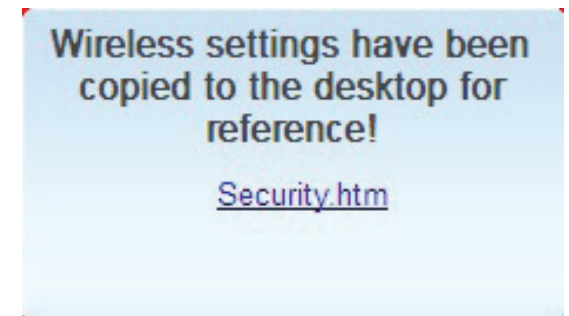 Wireless settings have been
copied to the desktop for
reference!
Security.htm